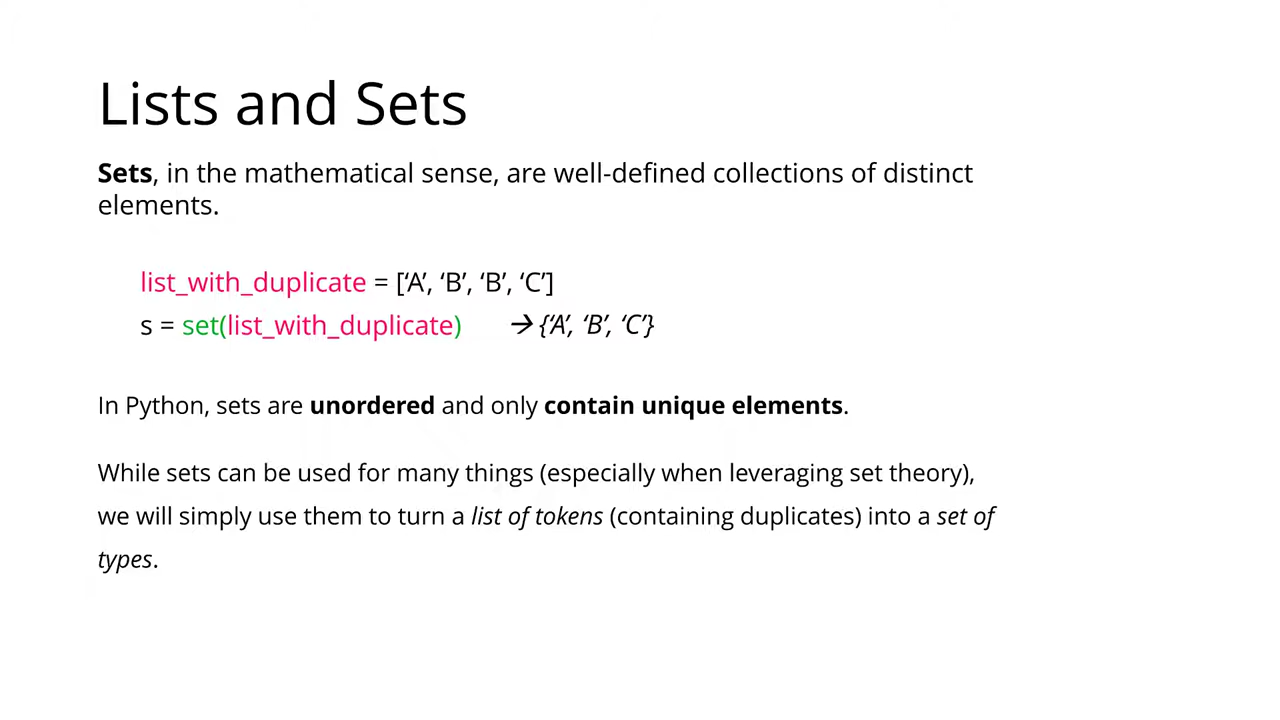 Lists and Sets
Sets, in the mathematical sense, are well-defined collections of distinct
elements.
list_with_duplicate = [‘A’, ‘B’, ‘B’, ‘C’]
s = set(list_with_duplicate) → {‘A’, ‘B’, ‘C’}
In Python, sets are unordered and only contain unique elements.
While sets can be used for many things (especially when leveraging set theory),
we will simply use them to turn a list of tokens (containing duplicates) into a set of
types.